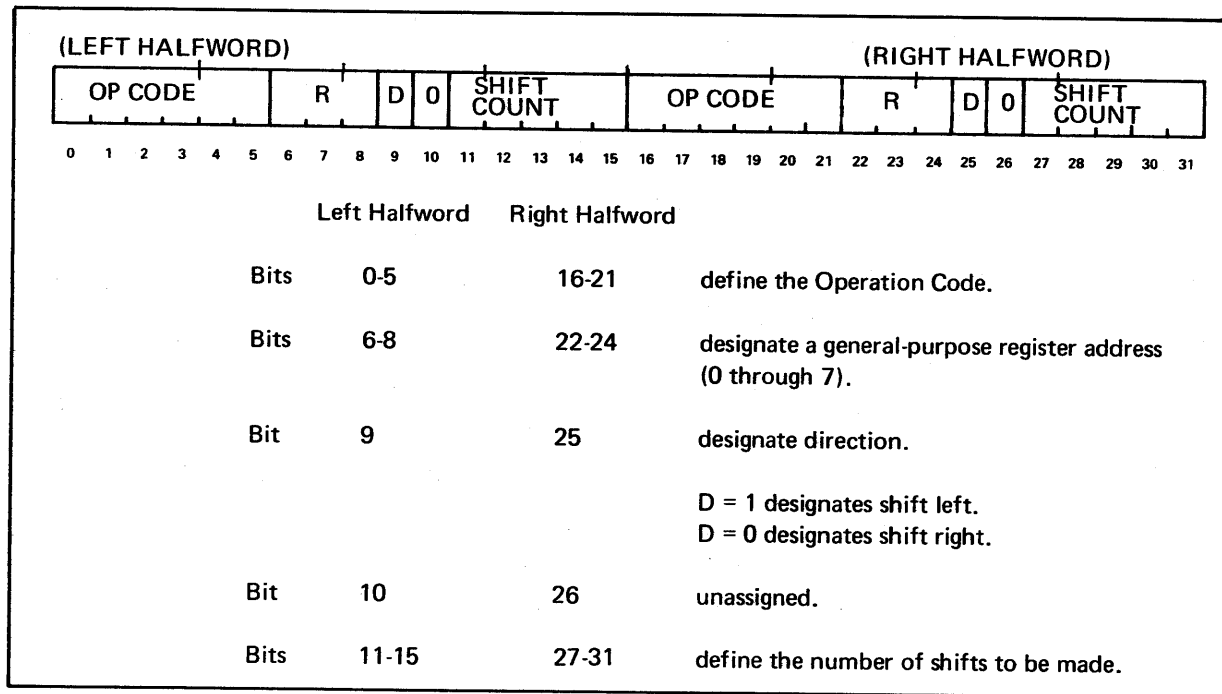 (LEFT HALFWORD) (RIGHT HALFWORD)
OP CODE R D 0 SHIFT COUNT OP CODE R D 0 SHIFT COUNT
0 1 2 3 4 5 6 7 8 9 10 11 12 13 14 15 16 17 18 19 20 21 22 23 24 25 26 27 28 29 30 31
Left Halfword Right Halfword
Bits 0-5 16-21 define the Operation Code.
Bits 6-8 22-24 designate a general-purpose register address
(0 through 7).
Bit 9 25 designate direction.
D = 1 designates shift left.
D = 0 designates shift right.
Bit 10 26 unassigned.
Bits 11-15 27-31 define the number of shifts to be made.